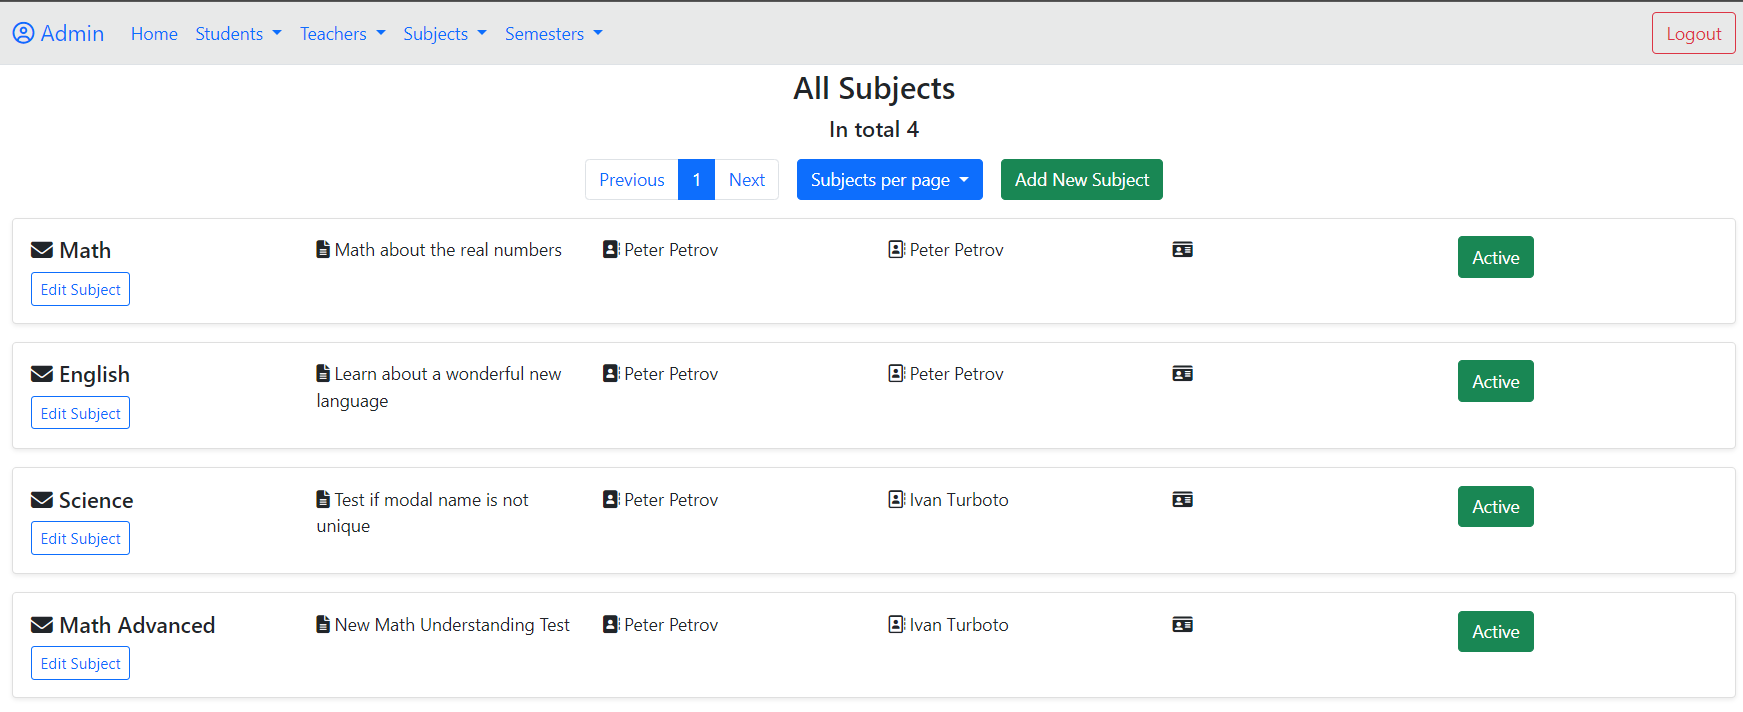 Admin Home Students Teachers Subjects Semesters Logout
All Subjects
In total 4
Previous 1 Next Subjects per page Add New Subject
Math Math about the real numbers Peter Petrov Peter Petrov Active
Edit Subject
English Learn about a wonderful new Peter Petrov Peter Petrov Active
language
Edit Subject
Science Test if modal name is not Peter Petrov Ivan Turboto Active
unique
Edit Subject
Math Advanced New Math Understanding Test Peter Petrov Ivan Turboto Active
Edit Subject